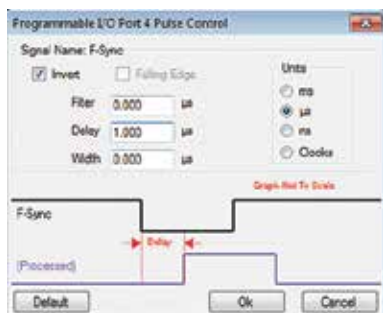 Programmable I/O Port 4 Pulse Control
Signal Name: F-Sync
Invert
Falling Edge
Units
Filter 0.000 µs
Delay 1.000 µs
Width 0.000 µs
ms
µs
ns
Clocks
Graph Not To Scale
F-Sync
Delay
(Processed)
Default
Ok
Cancel